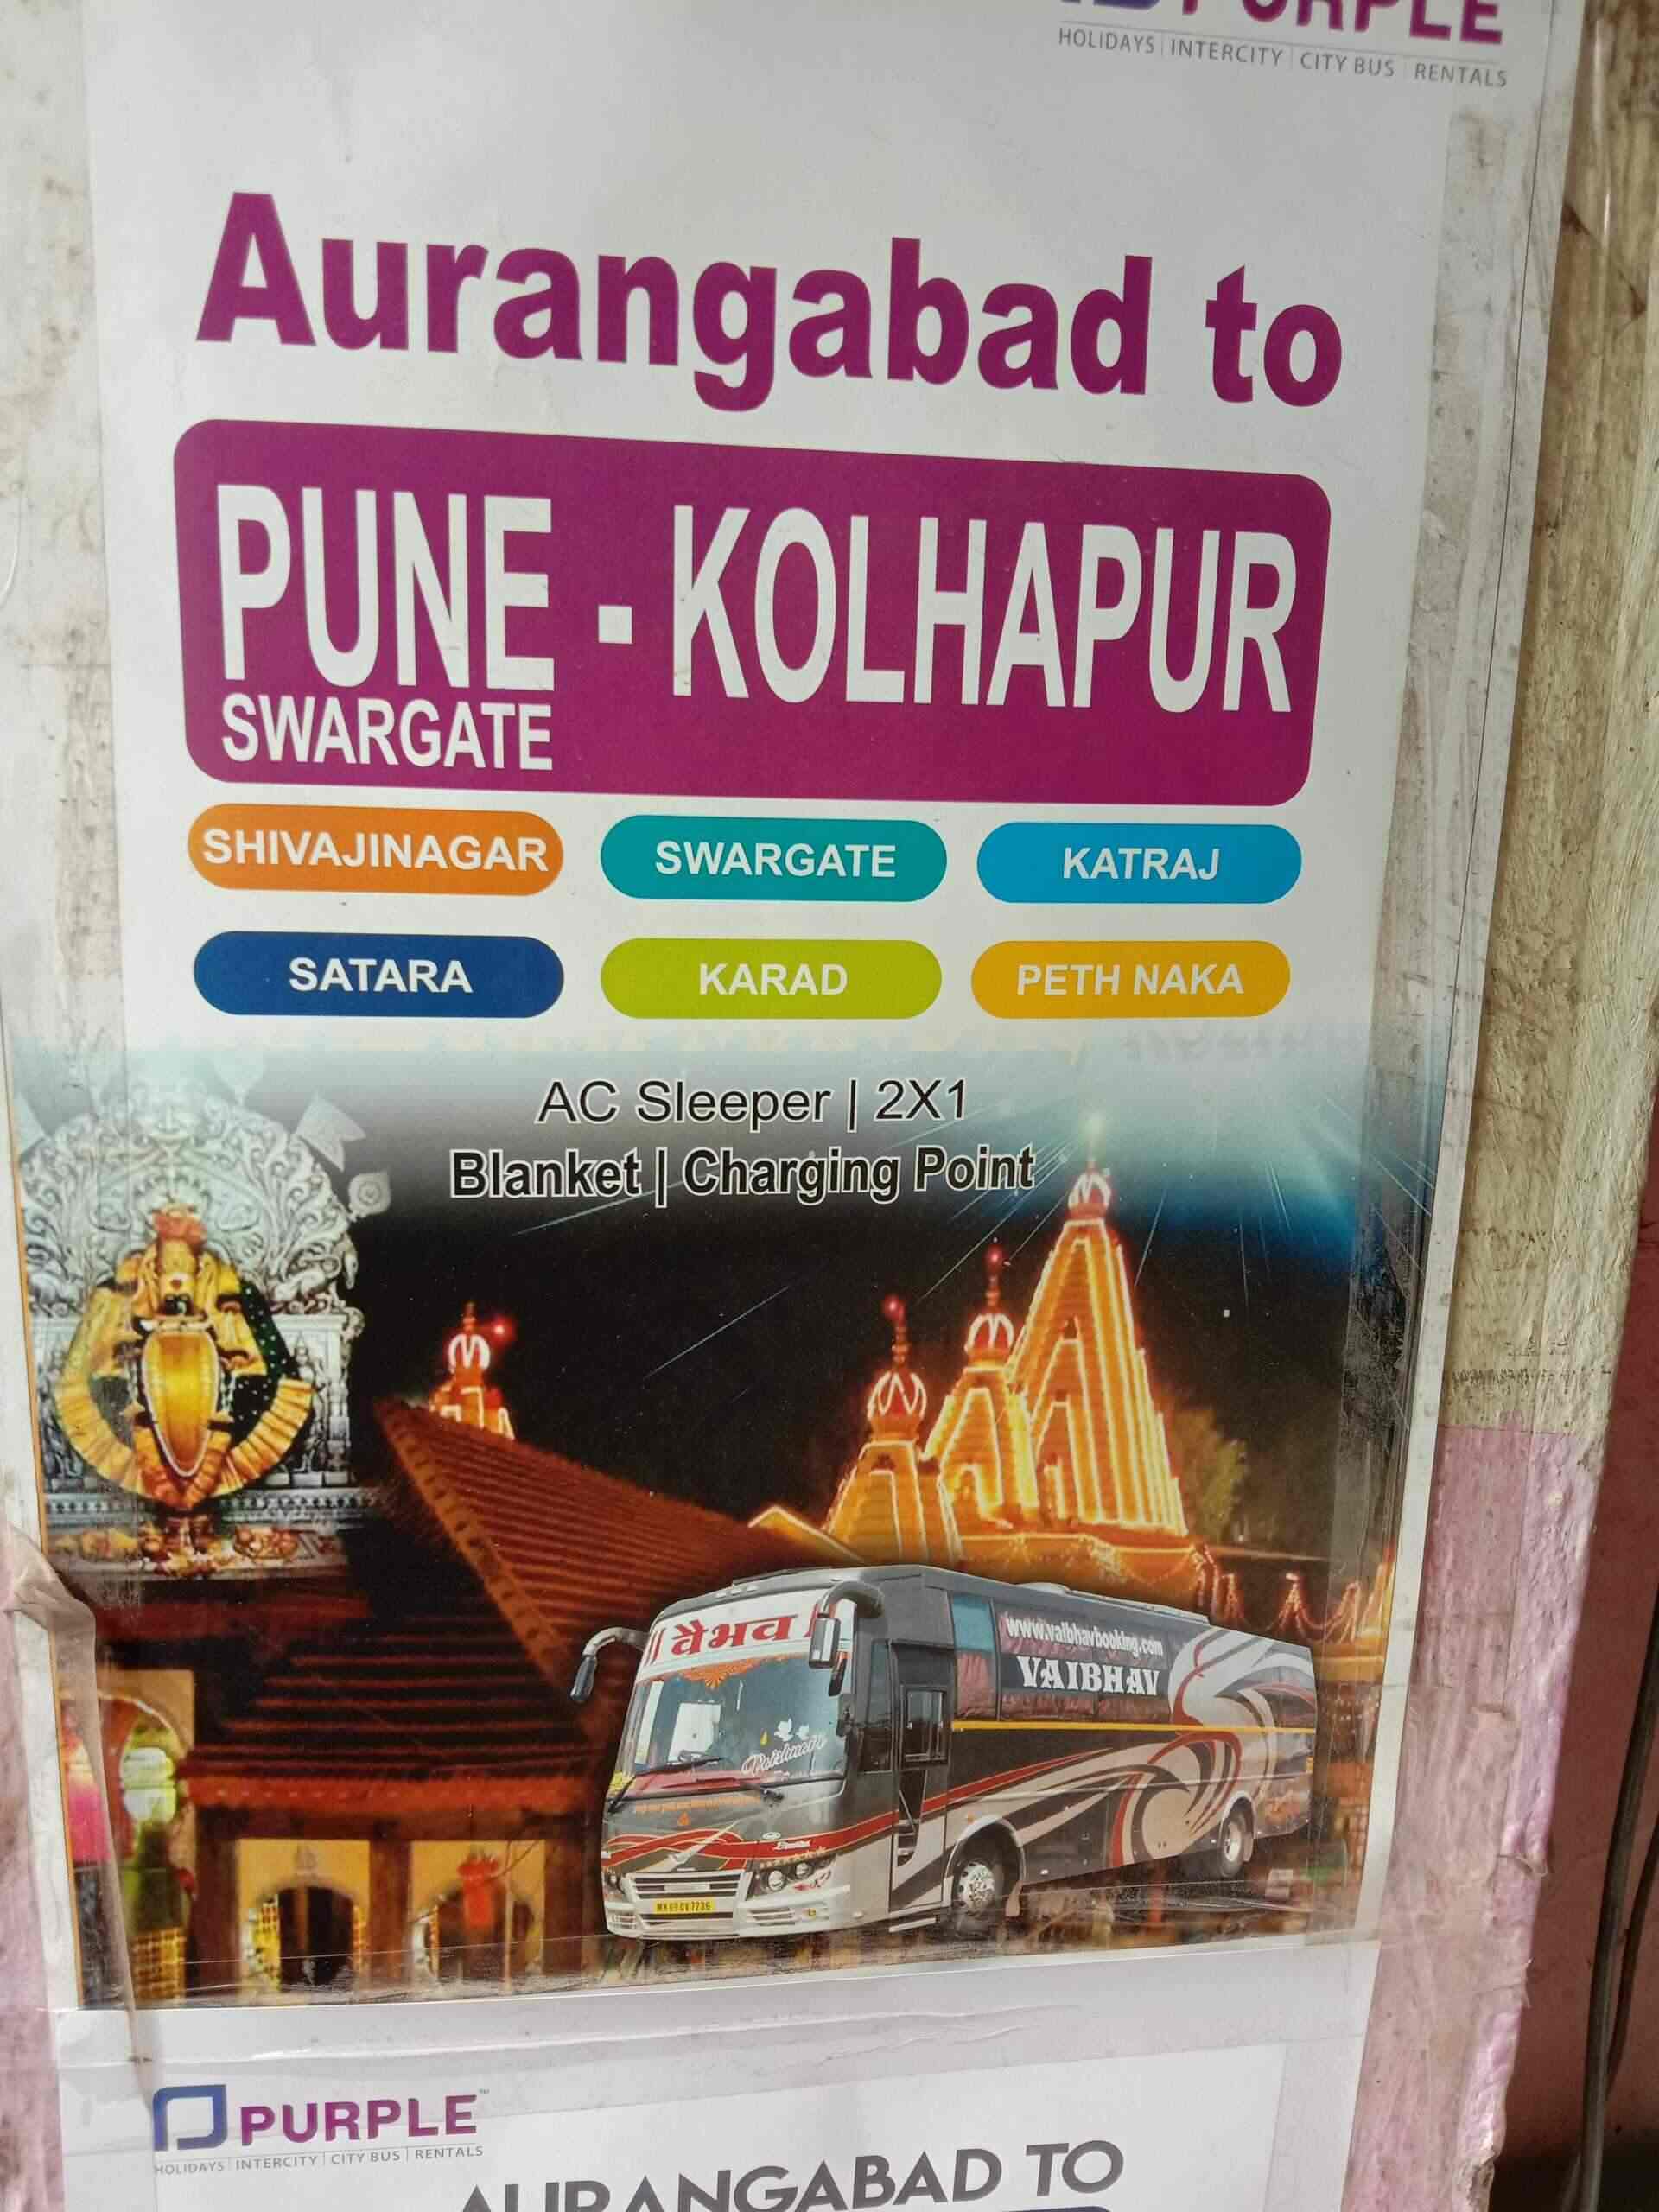 PURPLE
HOLIDAYS | INTERCITY | CITY BUS | RENTALS
Aurangabad to
PUNE - KOLHAPUR
SWARGATE
SHIVAJINAGAR
SWARGATE
KATRAJ
SATARA
KARAD
PETH NAKA
AC Sleeper | 2X1
Blanket | Charging Point
|| वैभव ||
www.vaibhavbooking.com
VAIBHAV
PURPLE™
HOLIDAYS | INTERCITY | CITY BUS | RENTALS
AURANGABAD TO